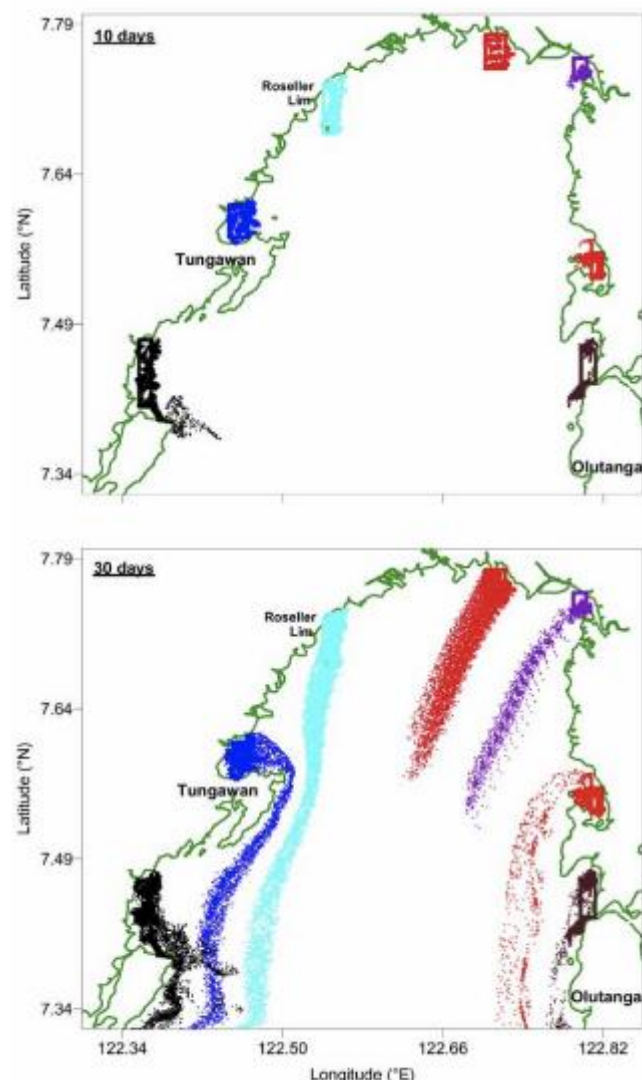 7.79
10 days
Roseller
Lim
7.64
Tungawan
Latitude (°N)
7.49
7.34
Olutanga
7.79
30 days
Roseller
Lim
7.64
Tungawan
Latitude (°N)
7.49
7.34
Olutanga
122.34 122.50 122.66 122.82
Longitude (°E)